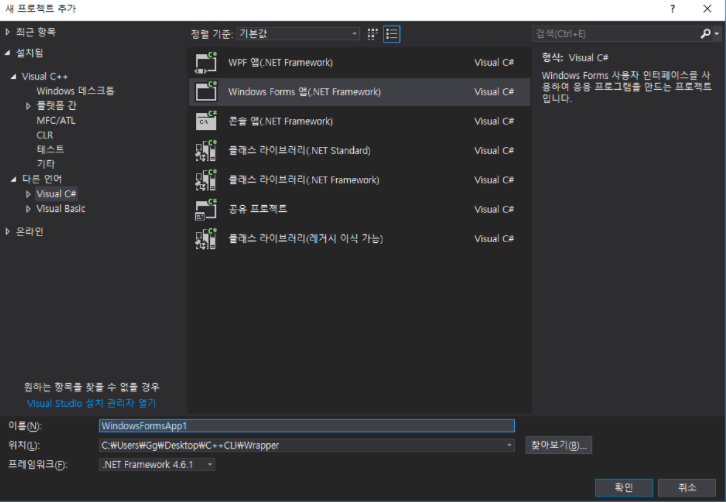 새 프로젝트 추가
? ×
최근 항목
설치됨
Visual C++
Windows 데스크톱
플랫폼 간
MFC/ATL
CLR
테스트
기타
다른 언어
Visual C#
Visual Basic
온라인
원하는 항목을 찾을 수 없을 경우
Visual Studio 설치 관리자 열기
정렬 기준: 기본값
WPF 앱(.NET Framework) Visual C#
Windows Forms 앱(.NET Framework) Visual C#
콘솔 앱(.NET Framework) Visual C#
클래스 라이브러리(.NET Standard) Visual C#
클래스 라이브러리(.NET Framework) Visual C#
공유 프로젝트 Visual C#
클래스 라이브러리(레거시 이식 가능) Visual C#
검색(Ctrl+E)
형식: Visual C#
Windows Forms 사용자 인터페이스를 사
용하여 응용 프로그램을 만드는 프로젝트
입니다.
이름(N): WindowsFormsApp1
위치(L): C:₩Users₩Gg₩Desktop₩C++CLI₩Wrapper 찾아보기(B)...
프레임워크(F): .NET Framework 4.6.1
확인 취소